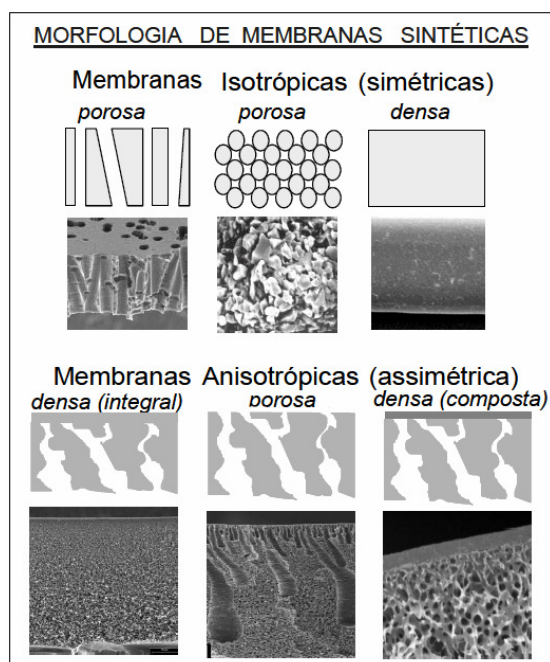 MORFOLOGIA DE MEMBRANAS SINTÉTICAS
Membranas Isotrópicas (simétricas)
porosa porosa densa
Membranas Anisotrópicas (assimétrica)
densa (integral) porosa densa (composta)